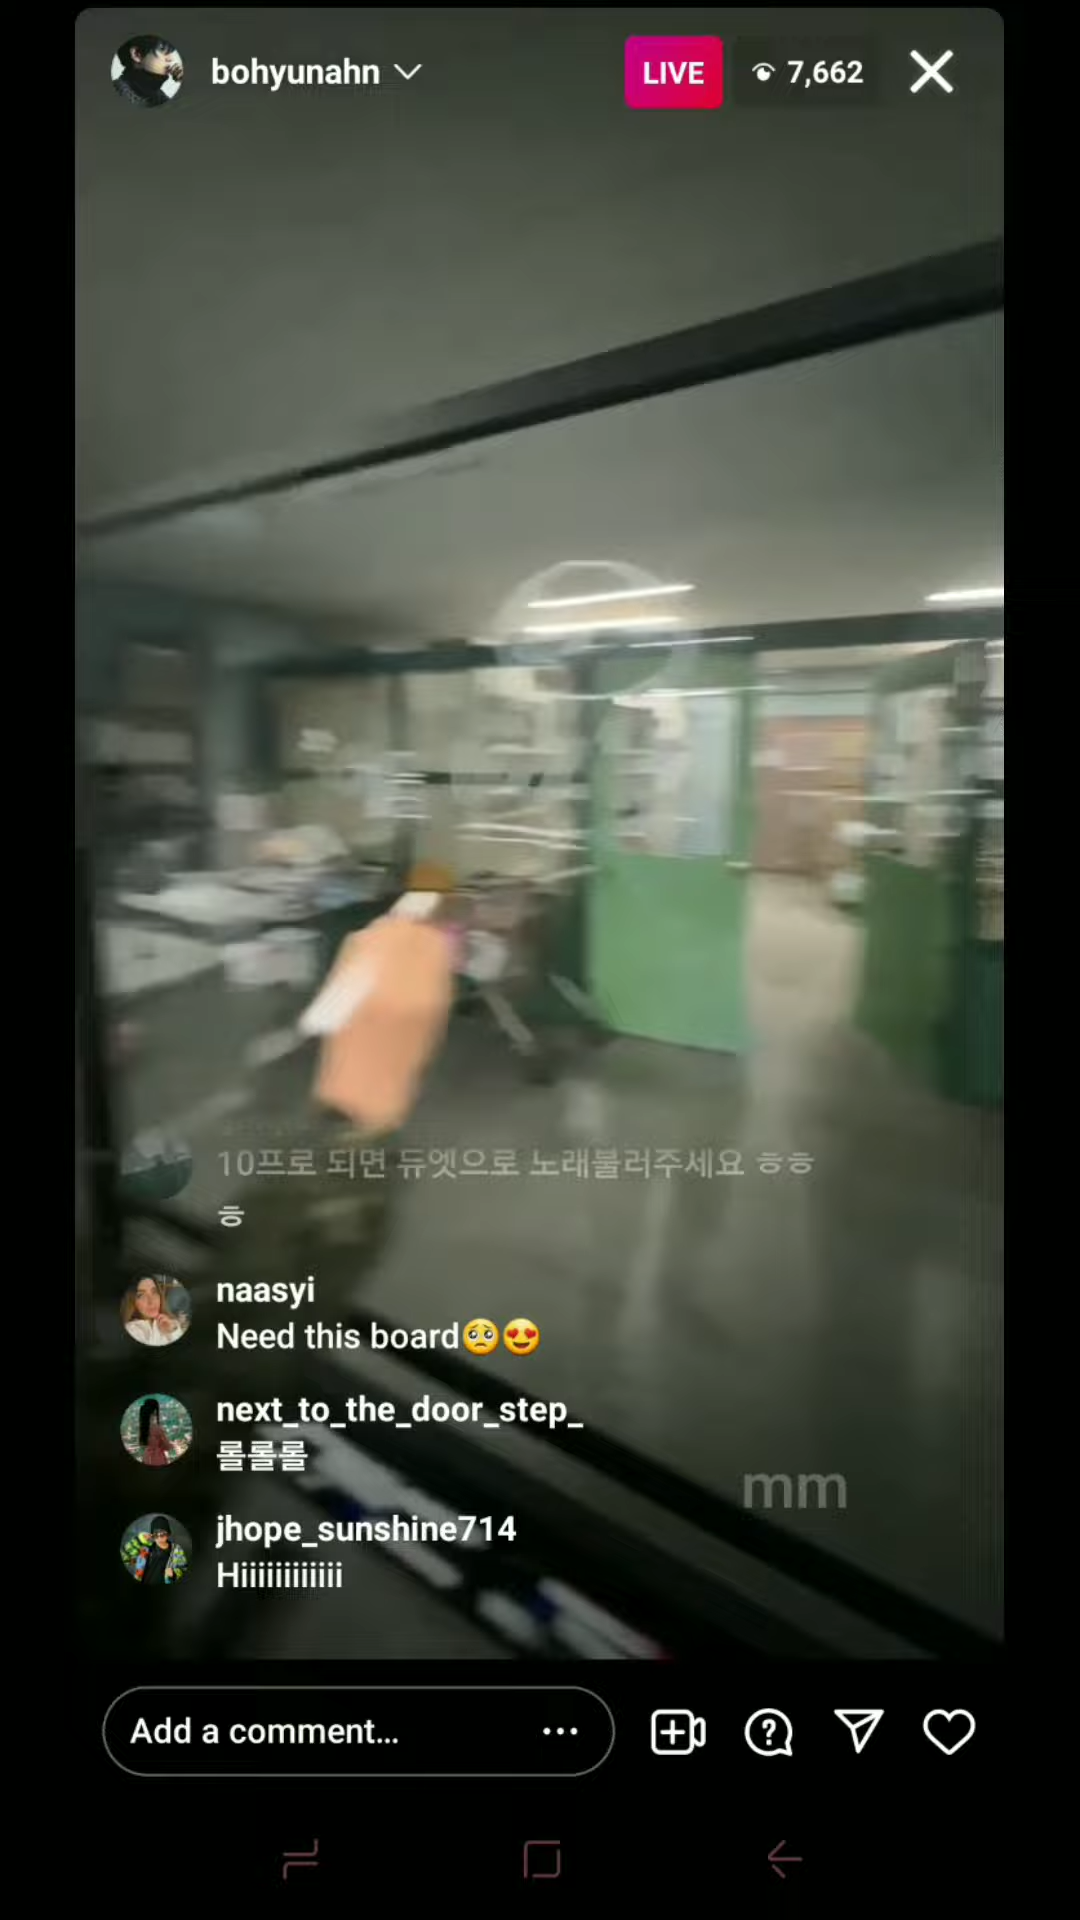 bohyunahn
LIVE
7,662
10프로 되면 듀엣으로 노래불러주세요 ㅎㅎ
ㅎ
naasyi
Need this board🥺😍
next_to_the_door_step_
롤롤롤
mm
jhope_sunshine714
Hiiiiiiiiiiii
Add a comment...